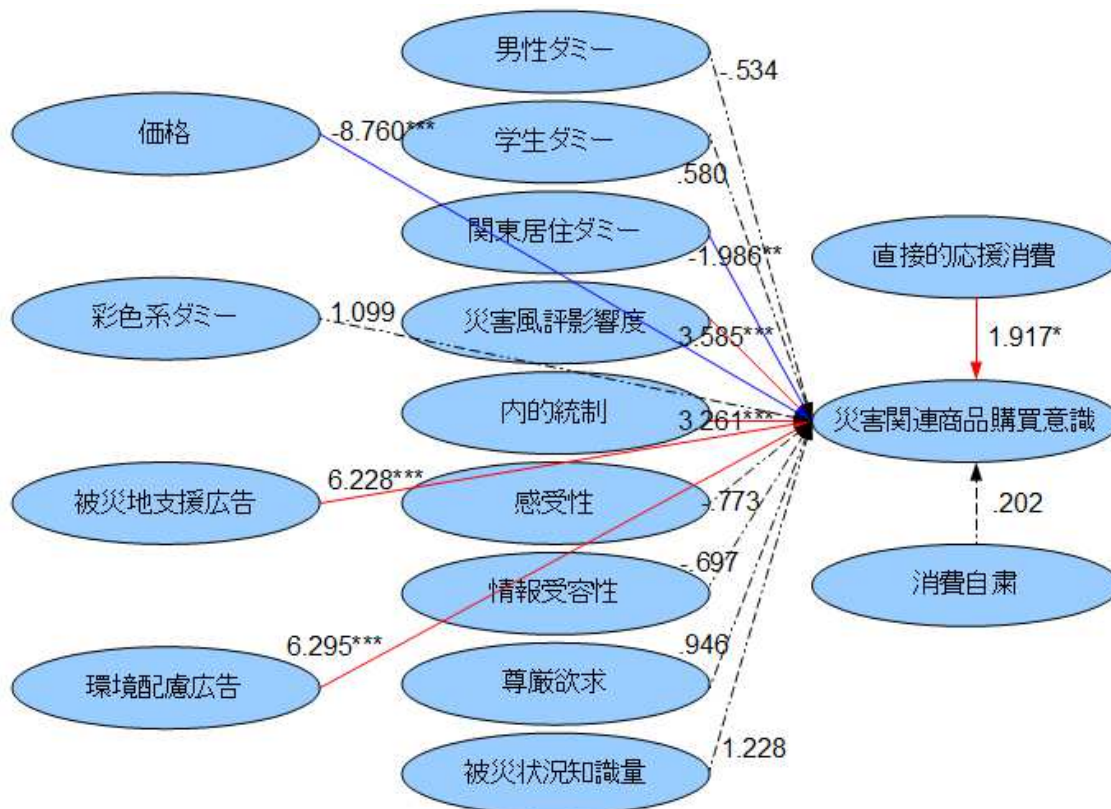 男性ダミー
-.534
価格
-8.760***
学生ダミー
.580
関東居住ダミー
-1.986**
直接的応援消費
彩色系ダミー
1.099
災害風評影響度
3.585***
1.917*
内的統制
3.261***
災害関連商品購買意識
被災地支援広告
6.228***
感受性
-.773
.202
情報受容性
-.697
消費自粛
環境配慮広告
6.295***
尊厳欲求
.946
被災状況知識量
1.228